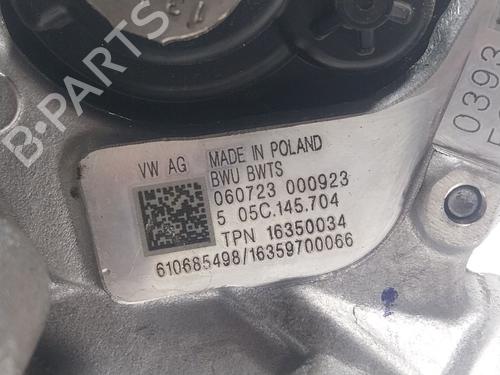 B-PARTS
VW AG
MADE IN POLAND
BWU BWTS
060723 000923
5 05C.145.704
TPN 16350034
610685498/16359700066
0393